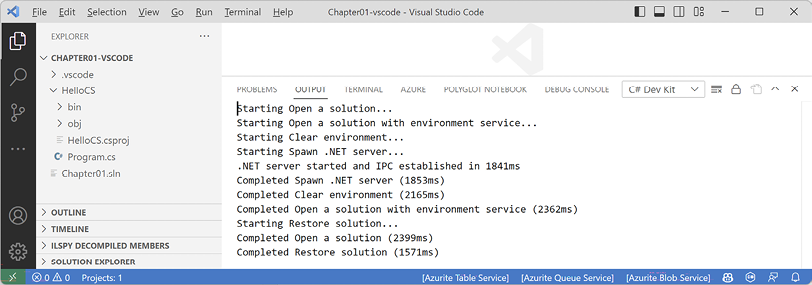 File Edit Selection View Go Run Terminal Help Chapter01-vscode - Visual Studio Code
EXPLORER
CHAPTER01-VSCODE
.vscode
HelloCS
bin
obj
HelloCS.csproj
Program.cs
Chapter01.sln
OUTLINE
TIMELINE
ILSPY DECOMPILED MEMBERS
SOLUTION EXPLORER
PROBLEMS OUTPUT TERMINAL AZURE POLYGLOT NOTEBOOK DEBUG CONSOLE C# Dev Kit
Starting Open a solution...
Starting Open a solution with environment service...
Starting Clear environment...
Starting Spawn .NET server...
.NET server started and IPC established in 1841ms
Completed Spawn .NET server (1853ms)
Completed Clear environment (2165ms)
Completed Open a solution with environment service (2362ms)
Starting Restore solution...
Completed Open a solution (2399ms)
Completed Restore solution (1571ms)
0 0 Projects: 1 [Azurite Table Service] [Azurite Queue Service] [Azurite Blob Service]